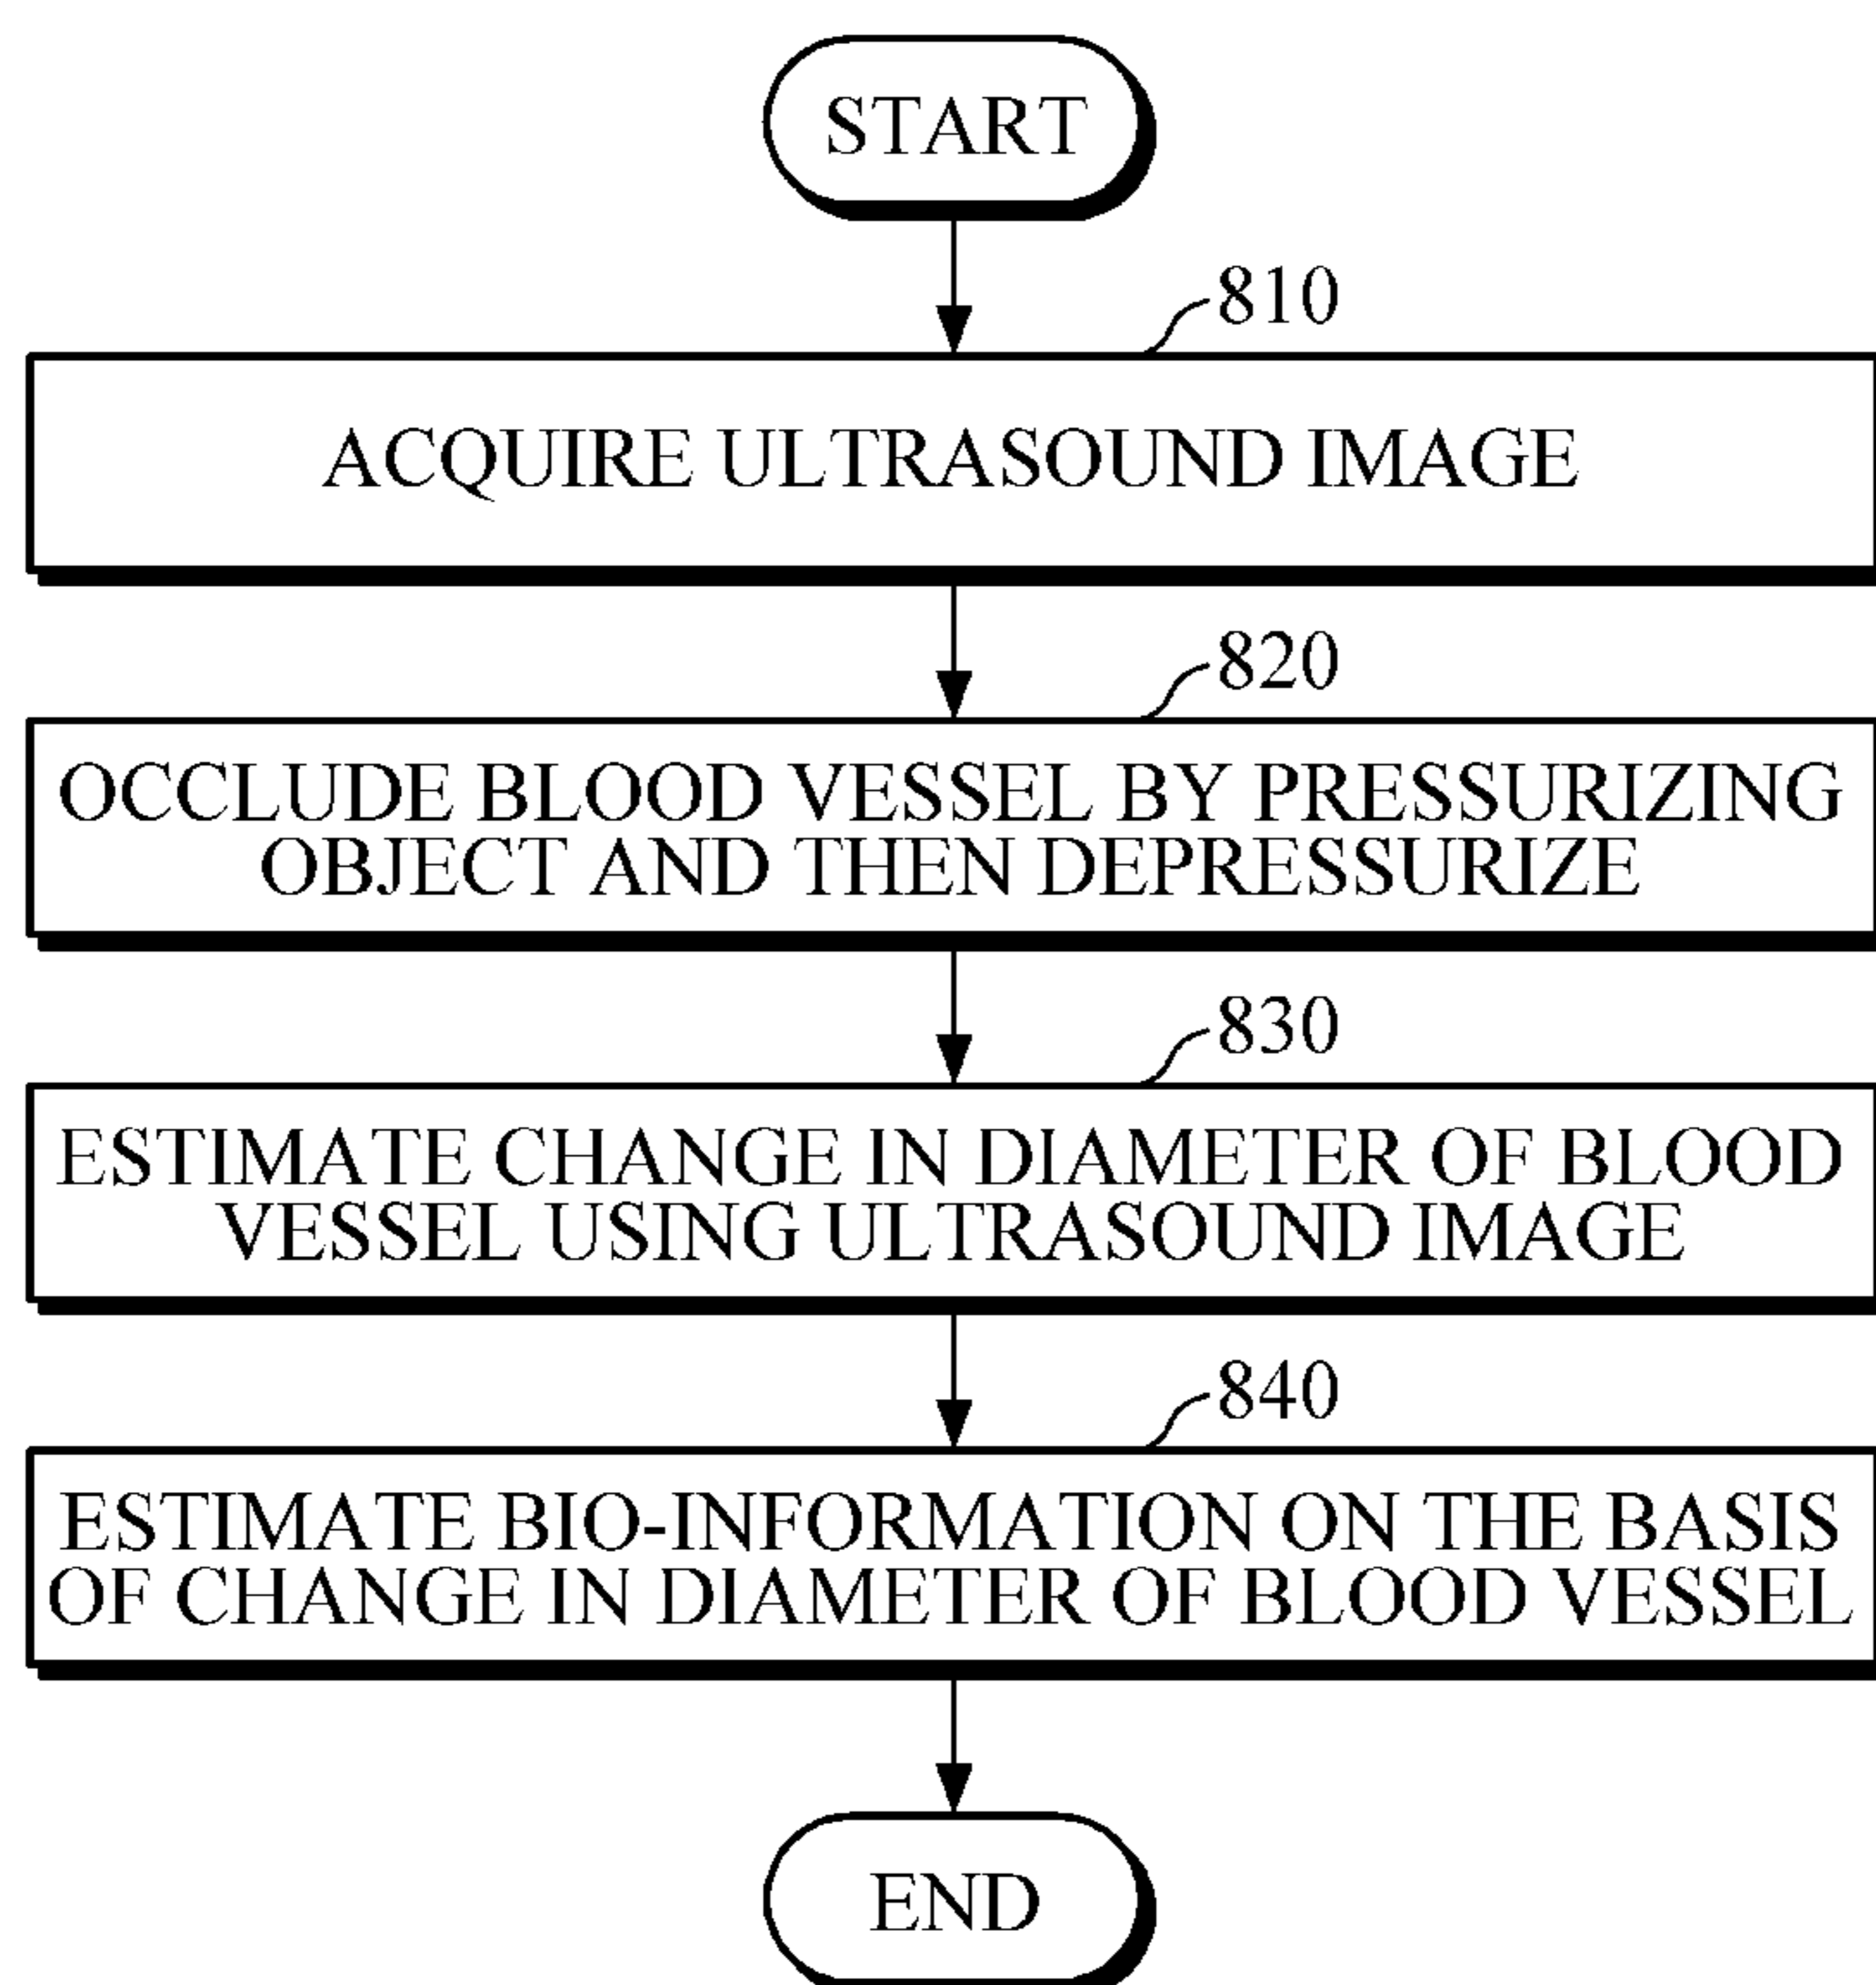 START
810
ACQUIRE ULTRASOUND IMAGE
820
OCCLUDE BLOOD VESSEL BY PRESSURIZING
OBJECT AND THEN DEPRESSURIZE
830
ESTIMATE CHANGE IN DIAMETER OF BLOOD
VESSEL USING ULTRASOUND IMAGE
840
ESTIMATE BIO-INFORMATION ON THE BASIS
OF CHANGE IN DIAMETER OF BLOOD VESSEL
END